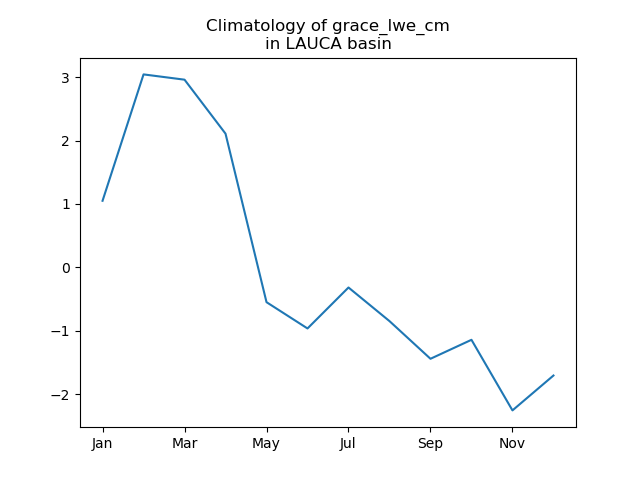 Climatology of grace_lwe_cm
in LAUCA basin
3
2
1
0
−1
−2
Jan
Mar
May
Jul
Sep
Nov